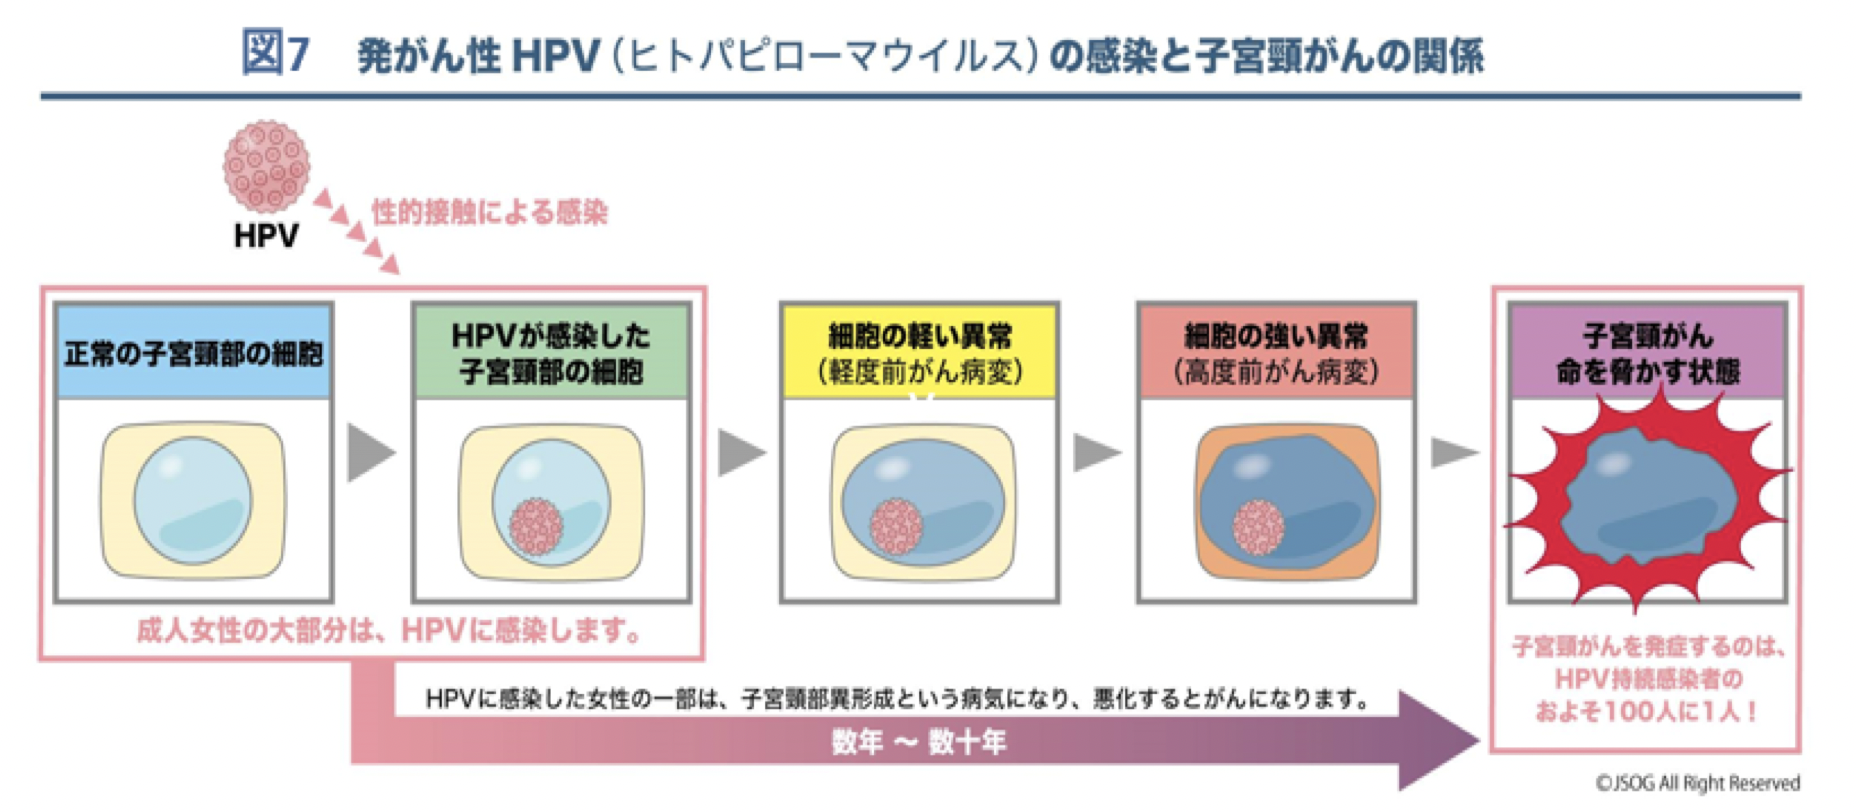 図7 発がん性 HPV（ヒトパピローマウイルス）の感染と子宮頸がんの関係
HPV
性的接触による感染
正常の子宮頸部の細胞
HPVが感染した
子宮頸部の細胞
細胞の軽い異常
（軽度前がん病変）
細胞の強い異常
（高度前がん病変）
子宮頸がん
命を脅かす状態
成人女性の大部分は、HPVに感染します。
子宮頸がんを発症するのは、
HPV持続感染者の
およそ100人に1人！
HPVに感染した女性の一部は、子宮頸部異形成という病気になり、悪化するとがんになります。
数年 ～ 数十年
©JSOG All Right Reserved